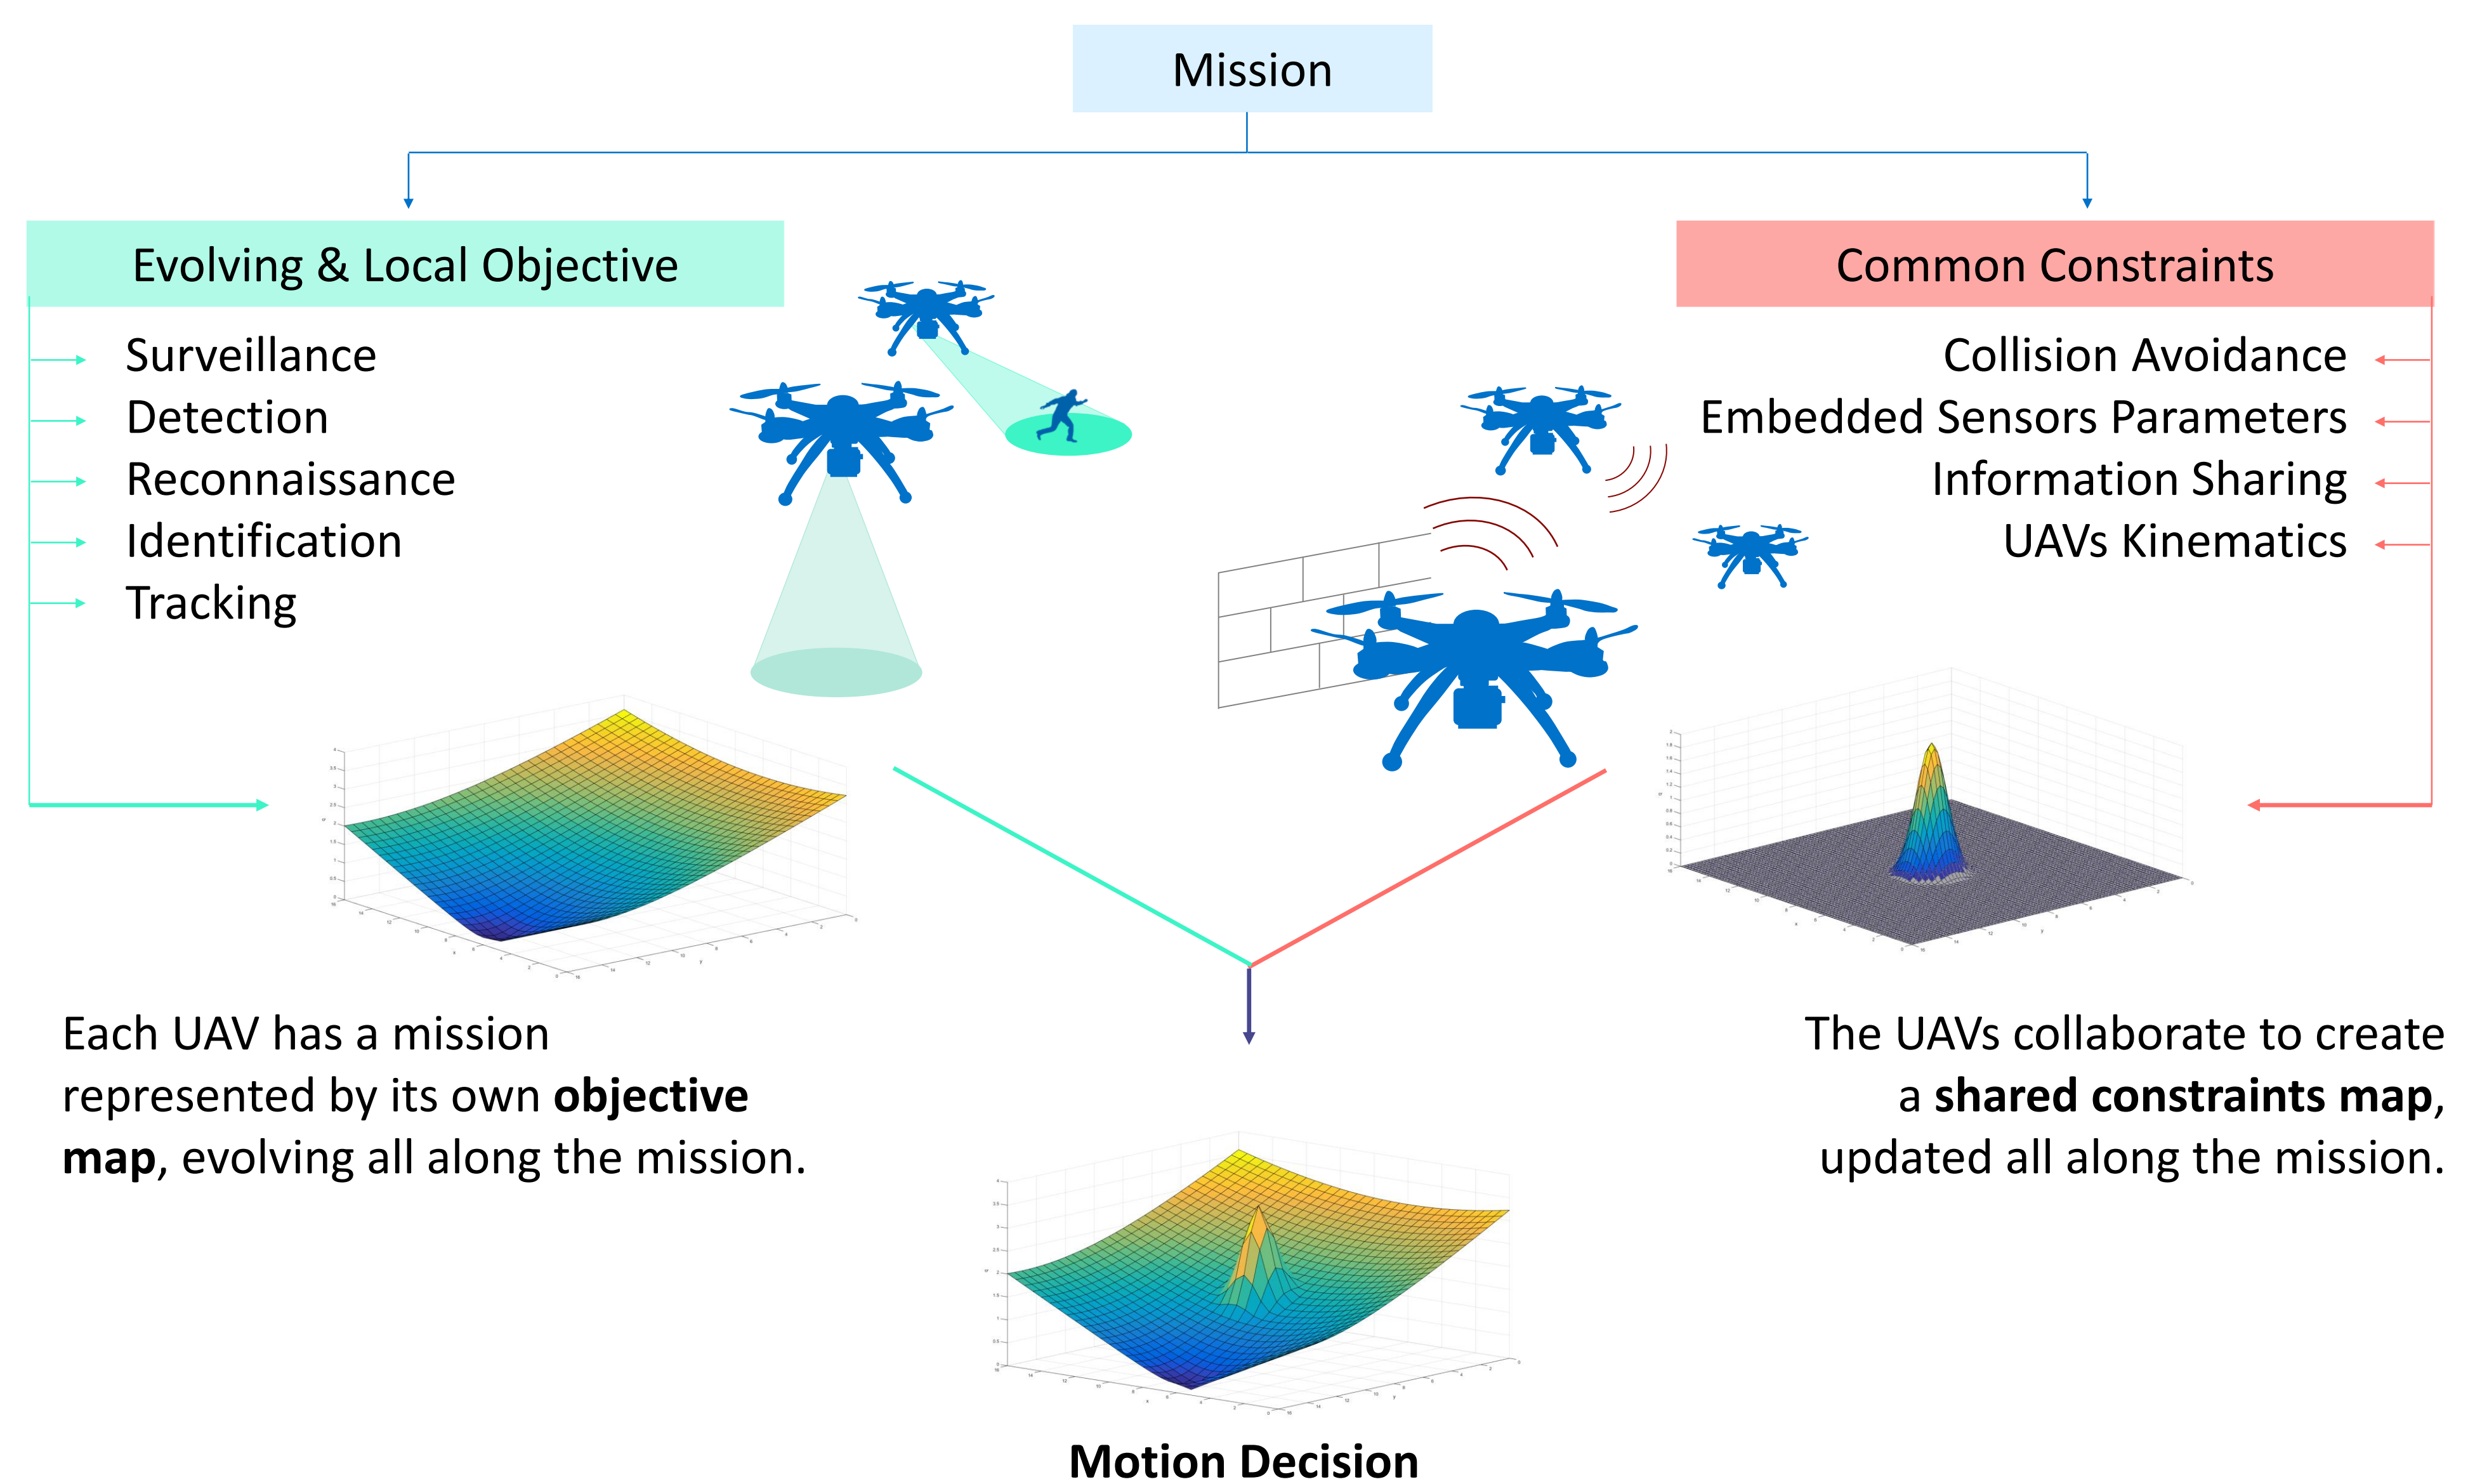 Mission
Evolving & Local Objective
Surveillance
Detection
Reconnaissance
Identification
Tracking
Common Constraints
Collision Avoidance
Embedded Sensors Parameters
Information Sharing
UAVs Kinematics
Each UAV has a mission
represented by its own objective
map, evolving all along the mission.
The UAVs collaborate to create
a shared constraints map,
updated all along the mission.
Motion Decision